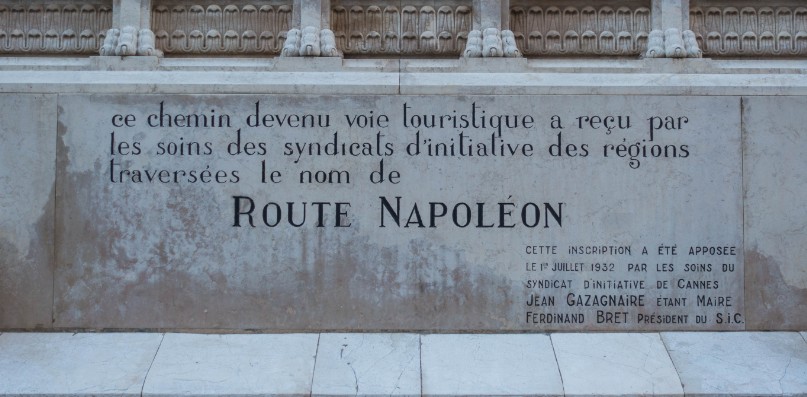 ce chemin devenu voie touristique a reçu par
les soins des syndicats d'initiative des régions
traversées le nom de
ROUTE NAPOLÉON
CETTE INSCRIPTION A ÉTÉ APPOSÉE
LE 1er JUILLET 1932 PAR LES SOINS DU
SYNDICAT D'INITIATIVE DE CANNES
JEAN GAZAGNAIRE ÉTANT MAIRE
FERDINAND BRET PRÉSIDENT DU S.i.C.